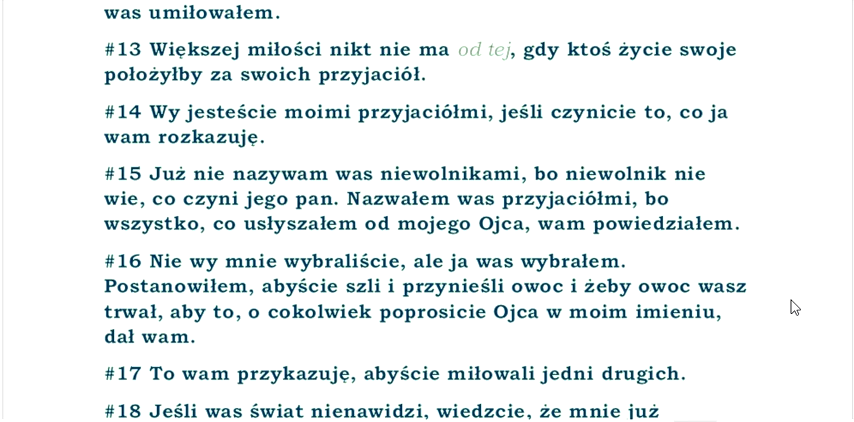 was umiłowałem.
#13 Większej miłości nikt nie ma od tej, gdy ktoś życie swoje
położyłby za swoich przyjaciół.
#14 Wy jesteście moimi przyjaciółmi, jeśli czynicie to, co ja
wam rozkazuję.
#15 Już nie nazywam was niewolnikami, bo niewolnik nie
wie, co czyni jego pan. Nazwałem was przyjaciółmi, bo
wszystko, co usłyszałem od mojego Ojca, wam powiedziałem.
#16 Nie wy mnie wybraliście, ale ja was wybrałem.
Postanowiłem, abyście szli i przynieśli owoc i żeby owoc wasz
trwał, aby to, o cokolwiek poprosicie Ojca w moim imieniu,
dał wam.
#17 To wam przykazuję, abyście miłowali jedni drugich.
#18 Jeśli was świat nienawidzi, wiedzcie, że mnie już